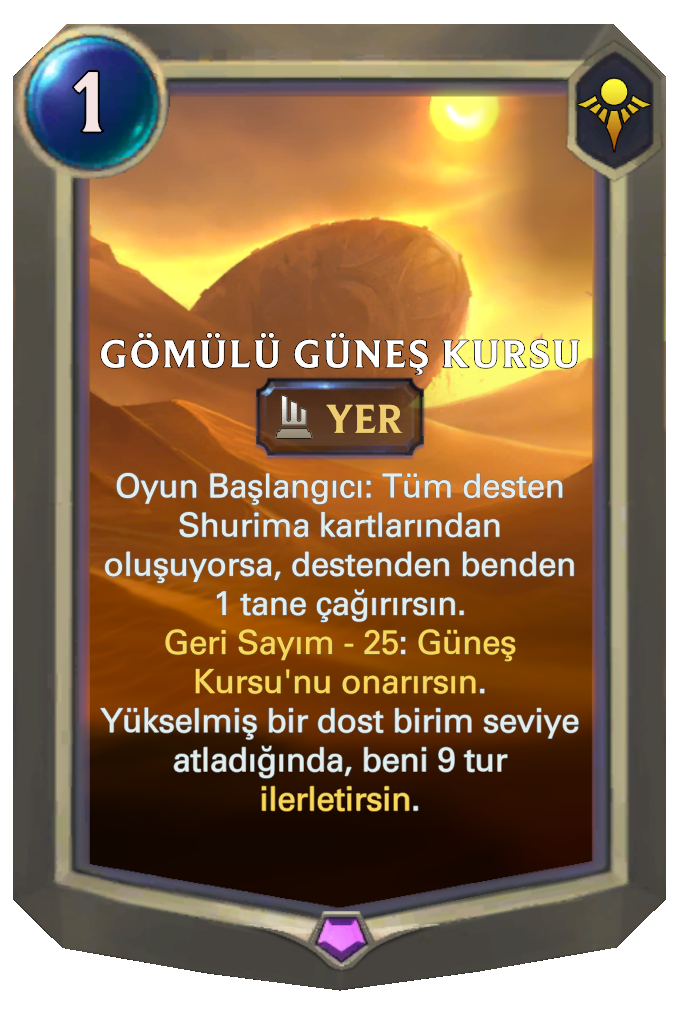 1
GÖMÜLÜ GÜNEŞ KURSU
YER
Oyun Başlangıcı: Tüm desten
Shurima kartlarından
oluşuyorsa, destenden benden
1 tane çağırırsın.
Geri Sayım - 25: Güneş
Kursu'nu onarırsın.
Yükselmiş bir dost birim seviye
atladığında, beni 9 tur
ilerletirsin.